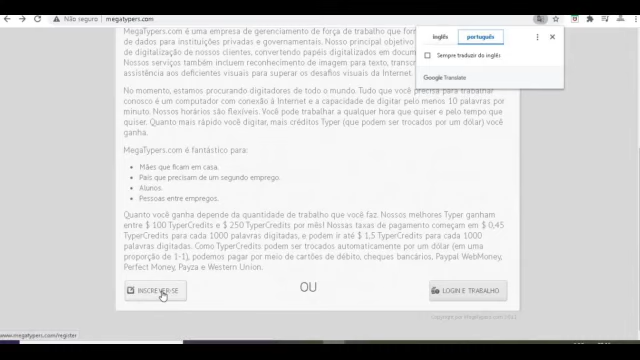 Não seguro | megatypers.com
inglês português
Sempre traduzir do inglês
Google Translate
MegaTypers.com é uma empresa de gerenciamento de força de trabalho que
de dados para instituições privadas e governamentais. Nosso principal objetivo
de digitalização de nossos clientes, convertendo papéis digitalizados em
Nossos serviços também incluem reconhecimento de imagem para texto,
assistência aos deficientes visuais para superar os desafios visuais da Internet.
No momento, estamos procurando digitadores de todo o mundo. Tudo que você precisa para trabalhar
conosco é um computador com conexão à Internet e a capacidade de digitar pelo menos 10 palavras por
minuto. Nossos horários são flexíveis. Você pode trabalhar a qualquer hora que quiser e pelo tempo que
quiser. Quanto mais rápido você digitar, mais créditos Typer (que podem ser trocados por um dólar) você
ganha.
MegaTypers.com é fantástico para:
• Mães que ficam em casa.
• Pais que precisam de um segundo emprego.
• Alunos.
• Pessoas entre empregos.
Quanto você ganha depende da quantidade de trabalho que você faz. Nossos melhores Typer ganham
entre $ 100 TyperCredits e $ 250 TyperCredits por mês! Nossas taxas de pagamento começam em $ 0,45
TyperCredits para cada 1000 palavras digitadas, e podem ir até $ 1,5 TyperCredits para cada 1000
palavras digitadas. Como TyperCredits podem ser trocados automaticamente por um dólar (em uma
proporção de 1-1), podemos pagar por meio de cartões de débito, cheques bancários, Paypal WebMoney,
Perfect Money, Payza e Western Union.
INSCREVER-SE OU LOGIN E TRABALHO
Copyright por Megatypers.com
www.megatypers.com/register